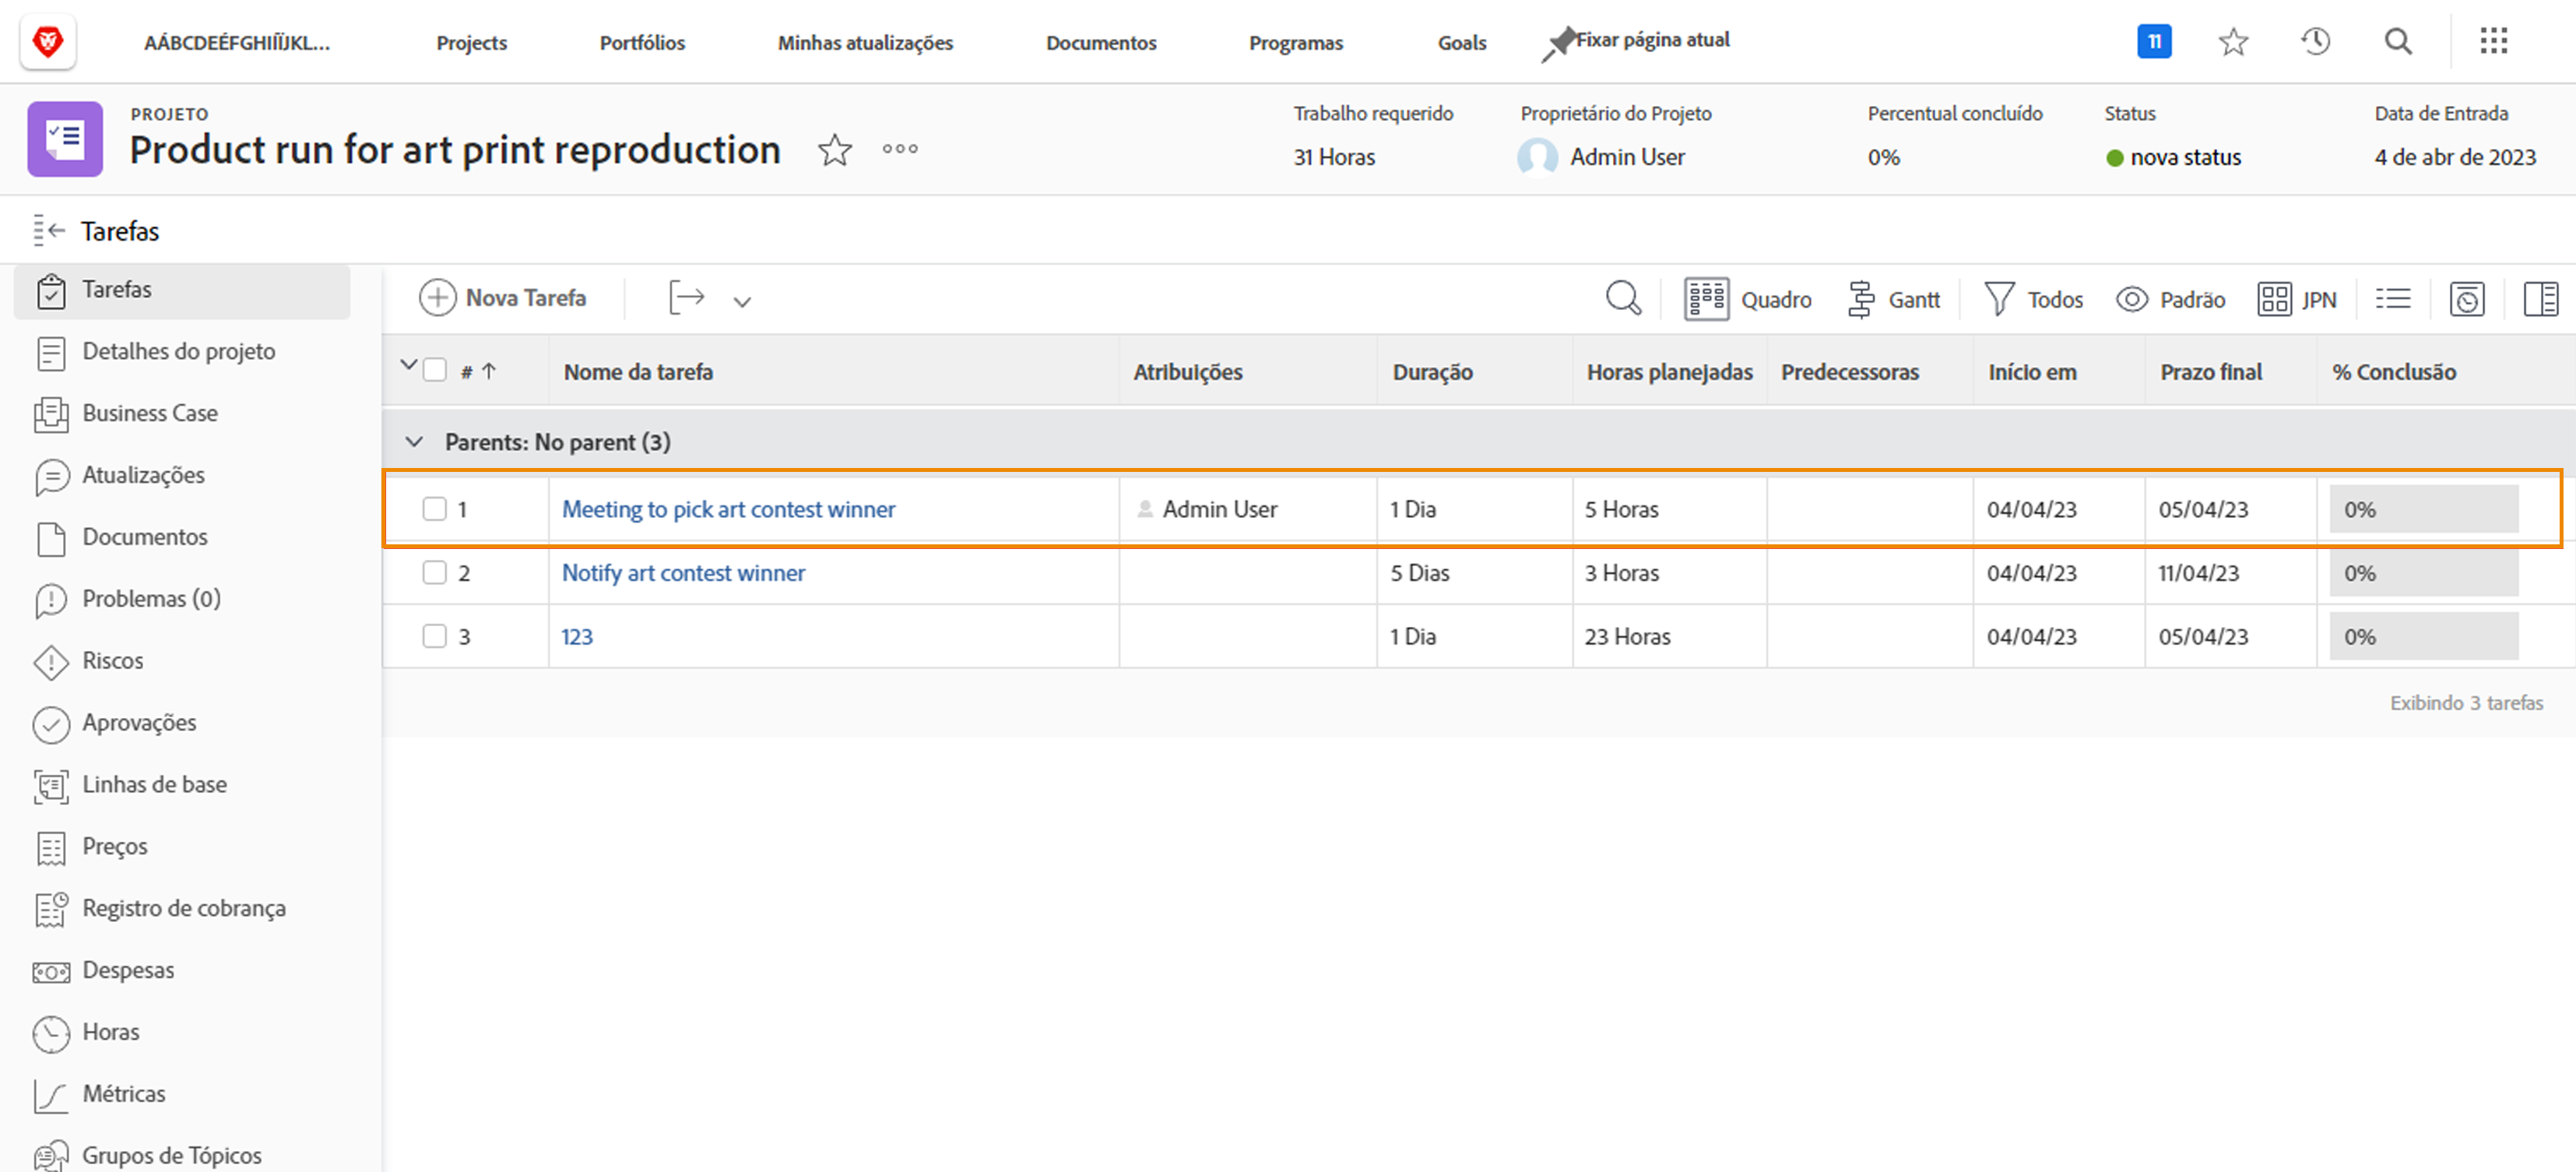 AÁBCDEÉFGHIÍÏJKL... Projects Portfólios Minhas atualizações Documentos Programas Goals Fixar página atual 11
PROJETO
Product run for art print reproduction
Trabalho requerido Proprietário do Projeto Percentual concluído Status Data de Entrada
31 Horas Admin User 0% nova status 4 de abr de 2023
Tarefas
Tarefas
Detalhes do projeto
Business Case
Atualizações
Documentos
Problemas (0)
Riscos
Aprovações
Linhas de base
Preços
Registro de cobrança
Despesas
Horas
Métricas
Grupos de Tópicos
Nova Tarefa Quadro Gantt Todos Padrão JPN
# Nome da tarefa Atribuições Duração Horas planejadas Predecessoras Início em Prazo final % Conclusão
Parents: No parent (3)
1 Meeting to pick art contest winner Admin User 1 Dia 5 Horas 04/04/23 05/04/23 0%
2 Notify art contest winner 5 Dias 3 Horas 04/04/23 11/04/23 0%
3 123 1 Dia 23 Horas 04/04/23 05/04/23 0%
Exibindo 3 tarefas